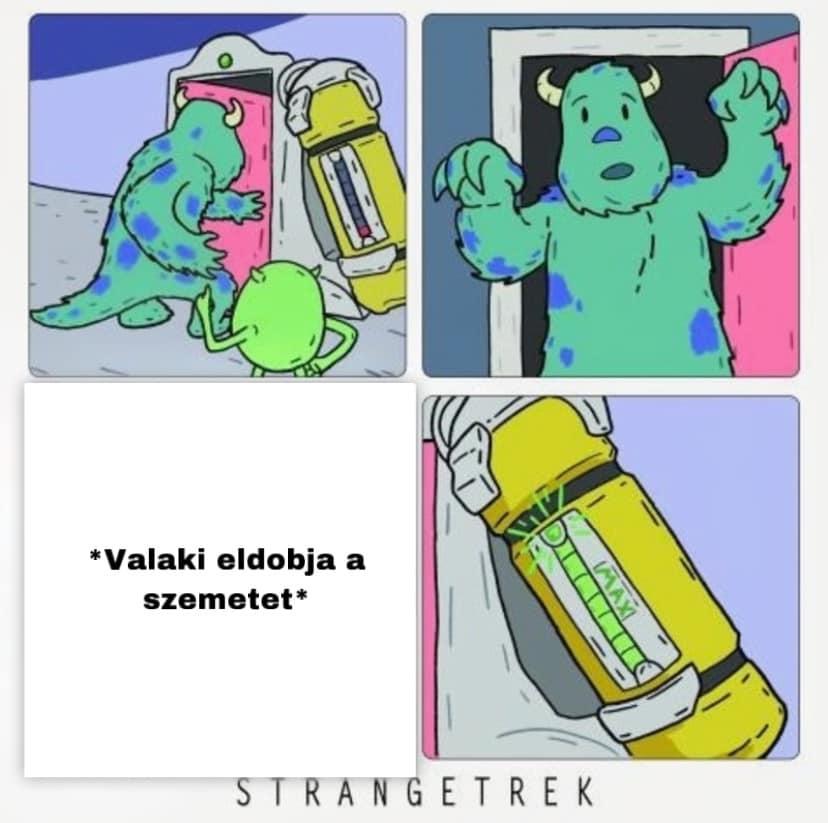 *Valaki eldobja a
szemetet*
MAX
STRANGETREK